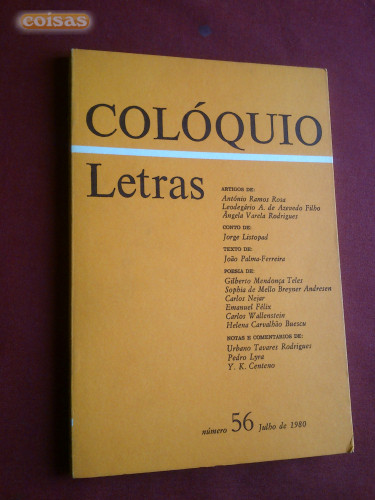 coisas
COLÓQUIO
Letras
ARTIGOS DE:
António Ramos Rosa
Leodegário A. de Azevedo Filho
Ângela Varela Rodrigues
CONTO DE:
Jorge Listopad
TEXTO DE:
João Palma-Ferreira
POESIA DE:
Gilberto Mendonça Teles
Sophia de Mello Breyner Andresen
Carlos Nejar
Emanuel Félix
Carlos Wallenstein
Helena Carvalhão Buescu
NOTAS E COMENTÁRIOS DE:
Urbano Tavares Rodrigues
Pedro Lyra
Y. K. Centeno
número 56 Julho de 1980